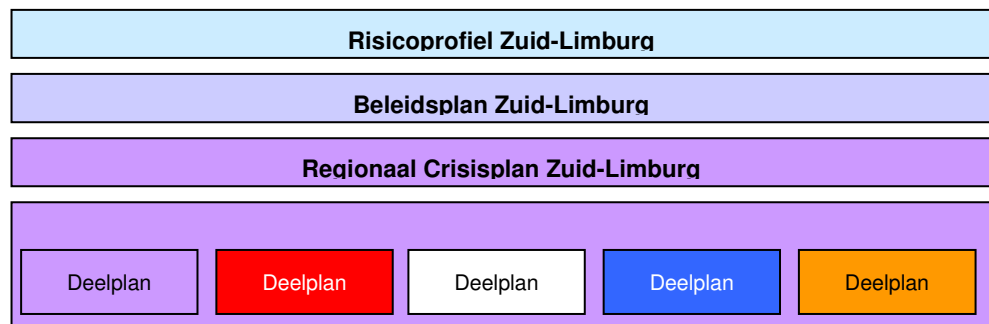 Risicoprofiel Zuid-Limburg
Beleidsplan Zuid-Limburg
Regionaal Crisisplan Zuid-Limburg
Deelplan Deelplan Deelplan Deelplan Deelplan